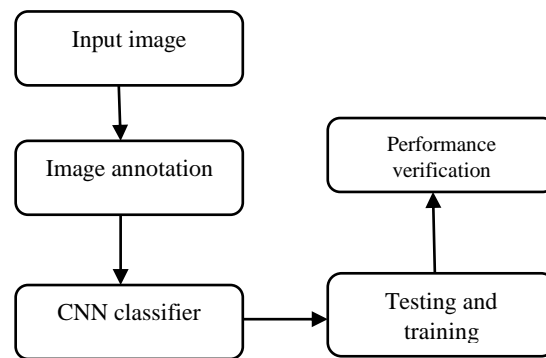 Input image
Image annotation
CNN classifier
Testing and
training
Performance
verification